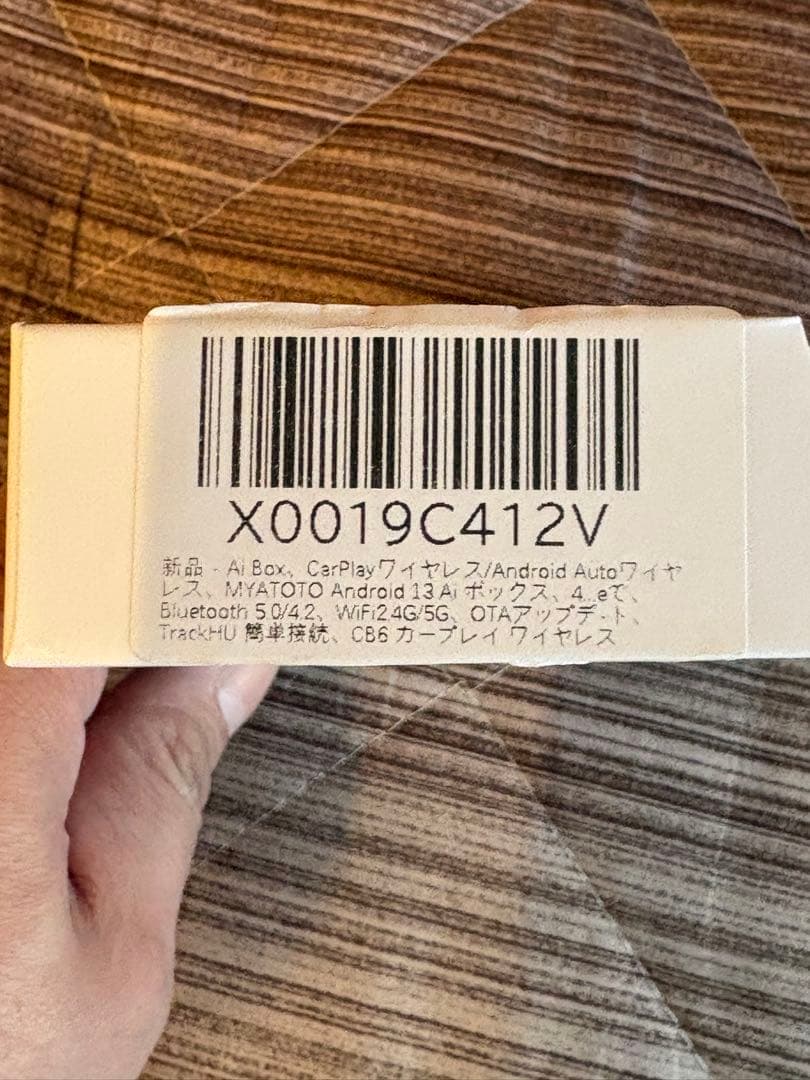 X0019C412V
新品 - Ai Box、CarPlayワイヤレス/Android Autoワイヤ
レス、MYATOTO Android 13 Ai ボックス、4...eで、
Bluetooth 5.0/4.2、WiFi2.4G/5G、OTAアップデート、
TrackHU 簡単接続、CB6 カープレイ ワイヤレス